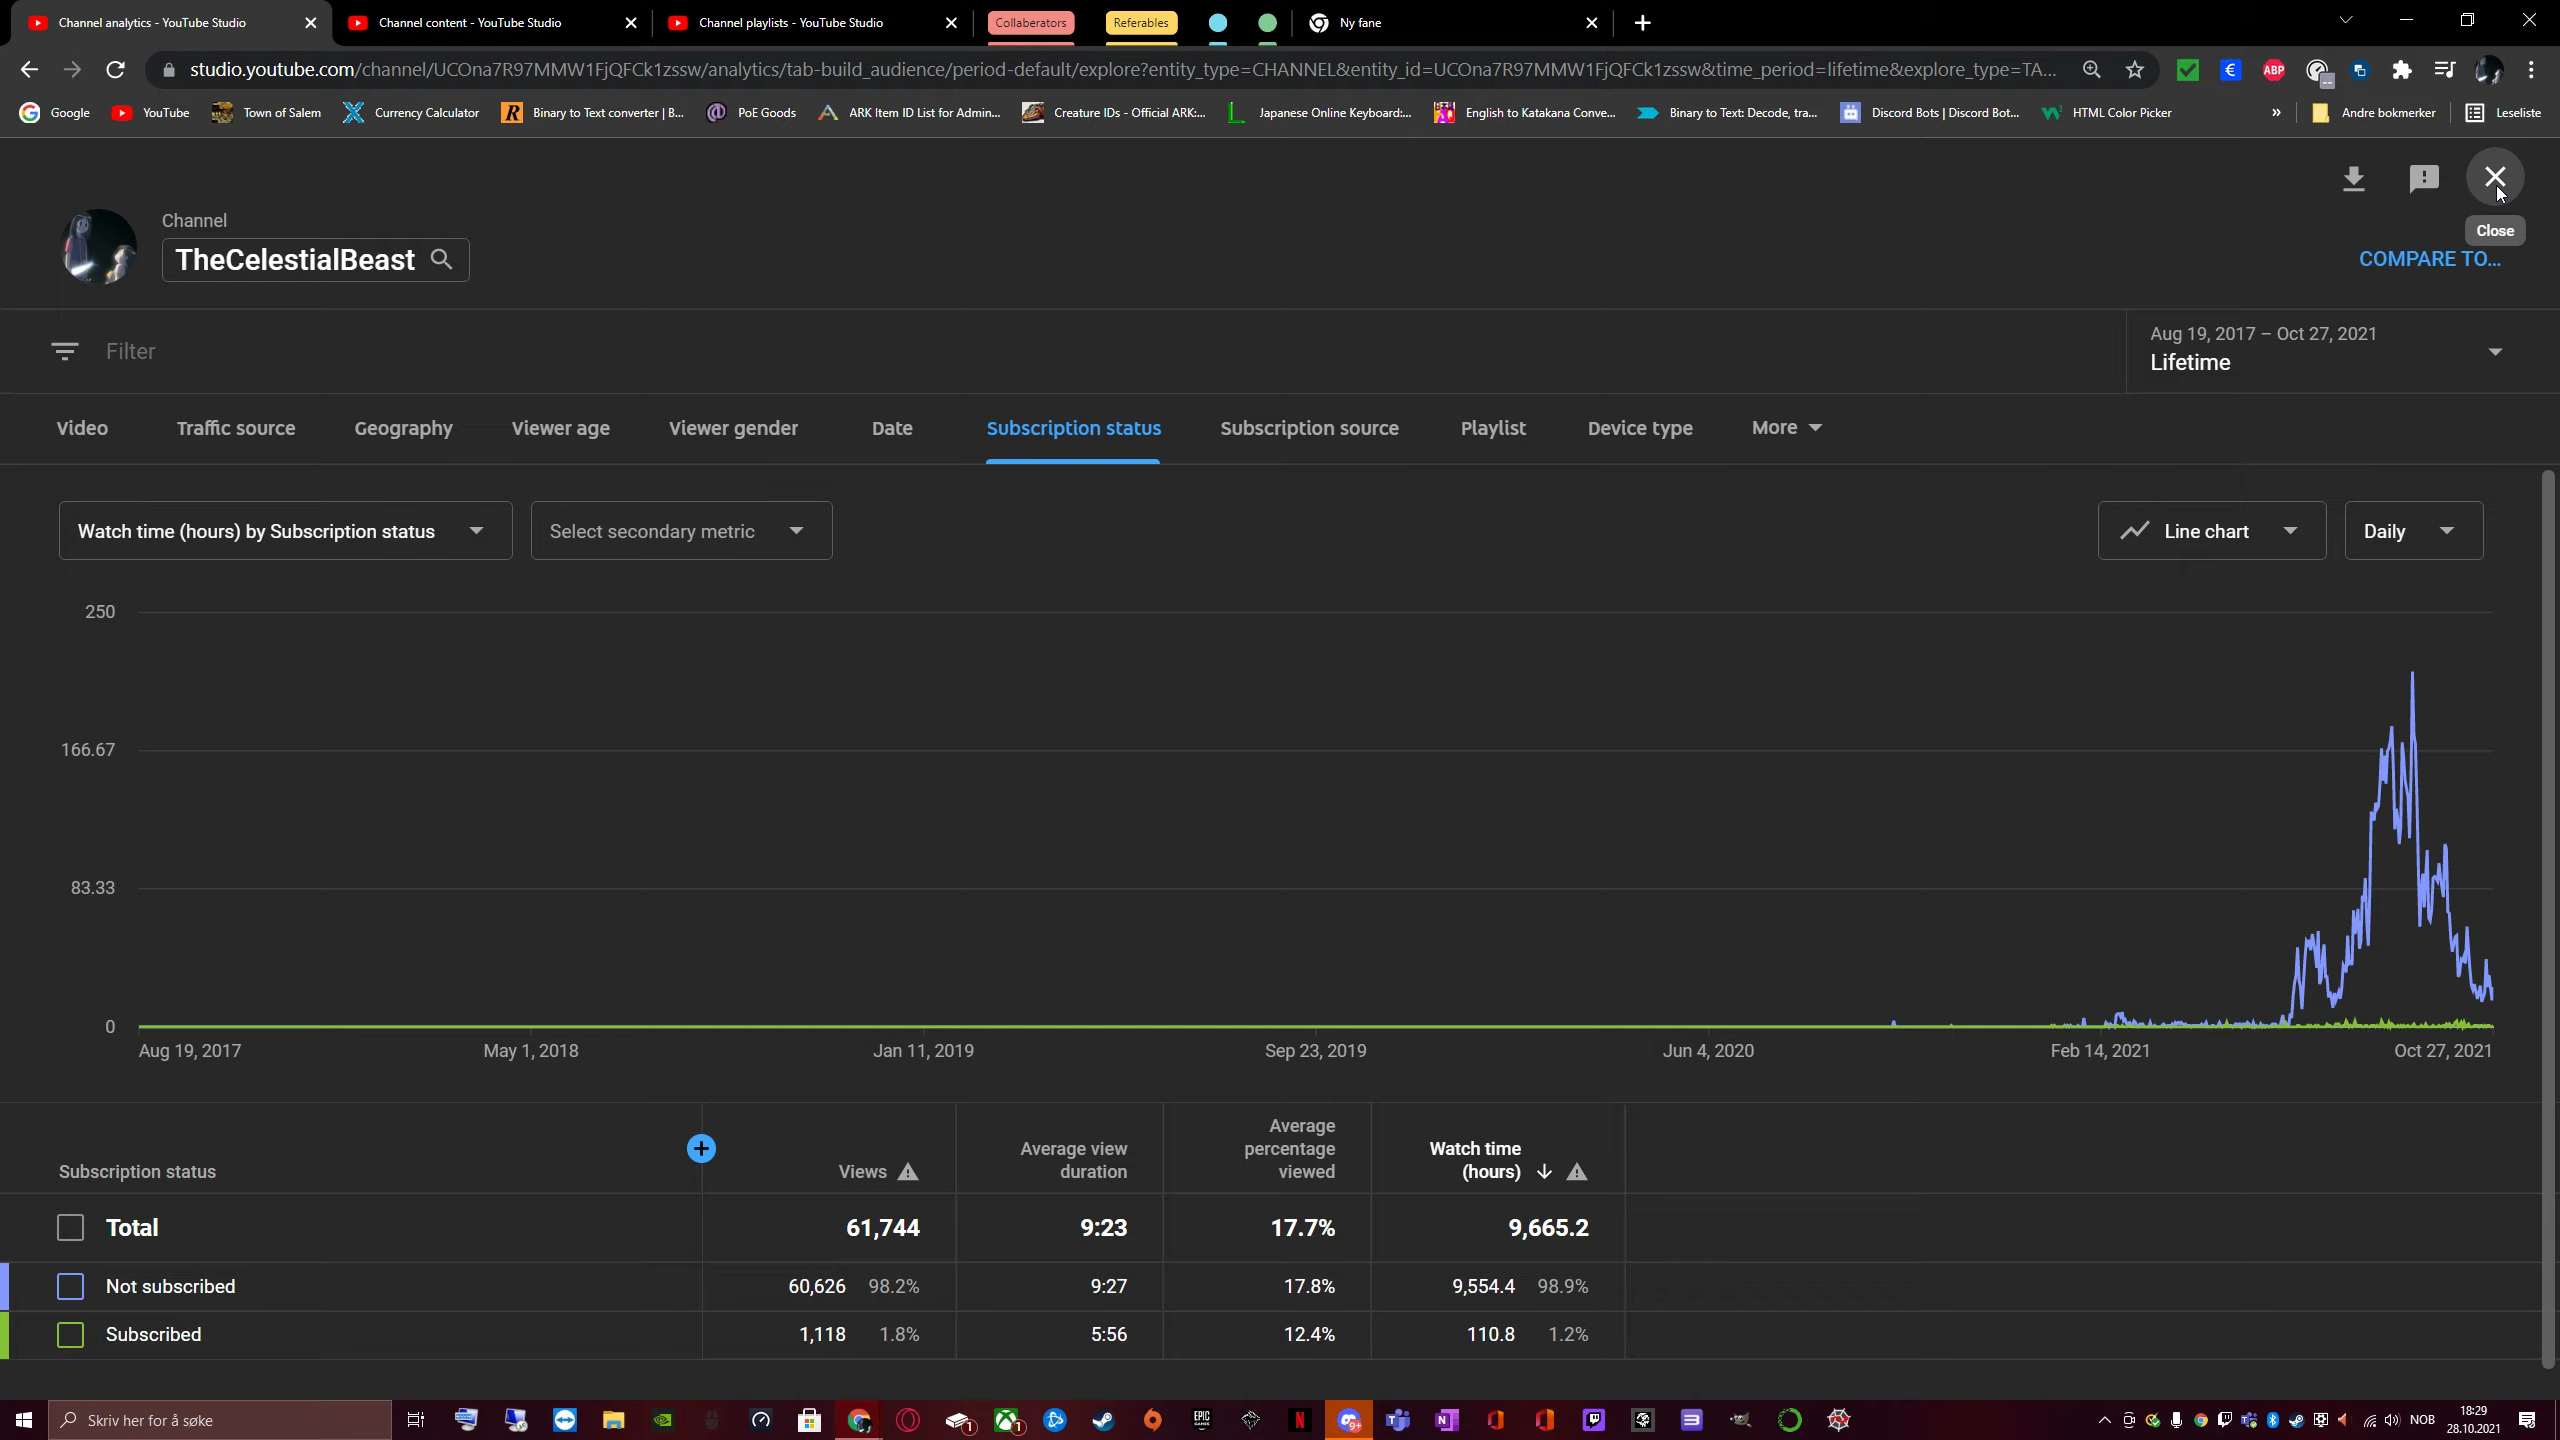 Channel analytics - YouTube Studio
Channel content - YouTube Studio
Channel playlists - YouTube Studio
Collaberators
Referables
Ny fane
studio.youtube.com/channel/UCOna7R97MMW1FjQFCk1zssw/analytics/tab-build_audience/period-default/explore?entity_type=CHANNEL&entity_id=UCOna7R97MMW1FjQFCk1zssw&time_period=lifetime&explore_type=TA...
ABP
Google
YouTube
Town of Salem
Currency Calculator
Binary to Text converter | B...
PoE Goods
ARK Item ID List for Admin...
Creature IDs - Official ARK:...
Japanese Online Keyboard:...
English to Katakana Conve...
Binary to Text: Decode, tra...
Discord Bots | Discord Bot...
HTML Color Picker
»
Andre bokmerker
Leseliste
Close
Channel
TheCelestialBeast
COMPARE TO...
Filter
Aug 19, 2017 – Oct 27, 2021
Lifetime
Video
Traffic source
Geography
Viewer age
Viewer gender
Date
Subscription status
Subscription source
Playlist
Device type
More
Watch time (hours) by Subscription status
Select secondary metric
Line chart
Daily
250
166.67
83.33
0
Aug 19, 2017
May 1, 2018
Jan 11, 2019
Sep 23, 2019
Jun 4, 2020
Feb 14, 2021
Oct 27, 2021
Subscription status
Views
Average view
duration
Average
percentage
viewed
Watch time
(hours)
Total 61,744 9:23 17.7% 9,665.2
Not subscribed 60,626 98.2% 9:27 17.8% 9,554.4 98.9%
Subscribed 1,118 1.8% 5:56 12.4% 110.8 1.2%
Skriv her for å søke
1
1
EPIC
GAMES
9+
NOB
18:29
28.10.2021